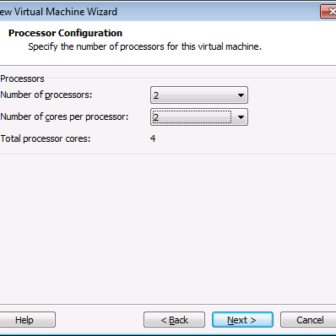 ew Virtual Machine Wizard
Processor Configuration
Specify the number of processors for this virtual machine.
Processors
Number of processors: 2
Number of cores per processor: 2
Total processor cores: 4
Help < Back Next > Cancel